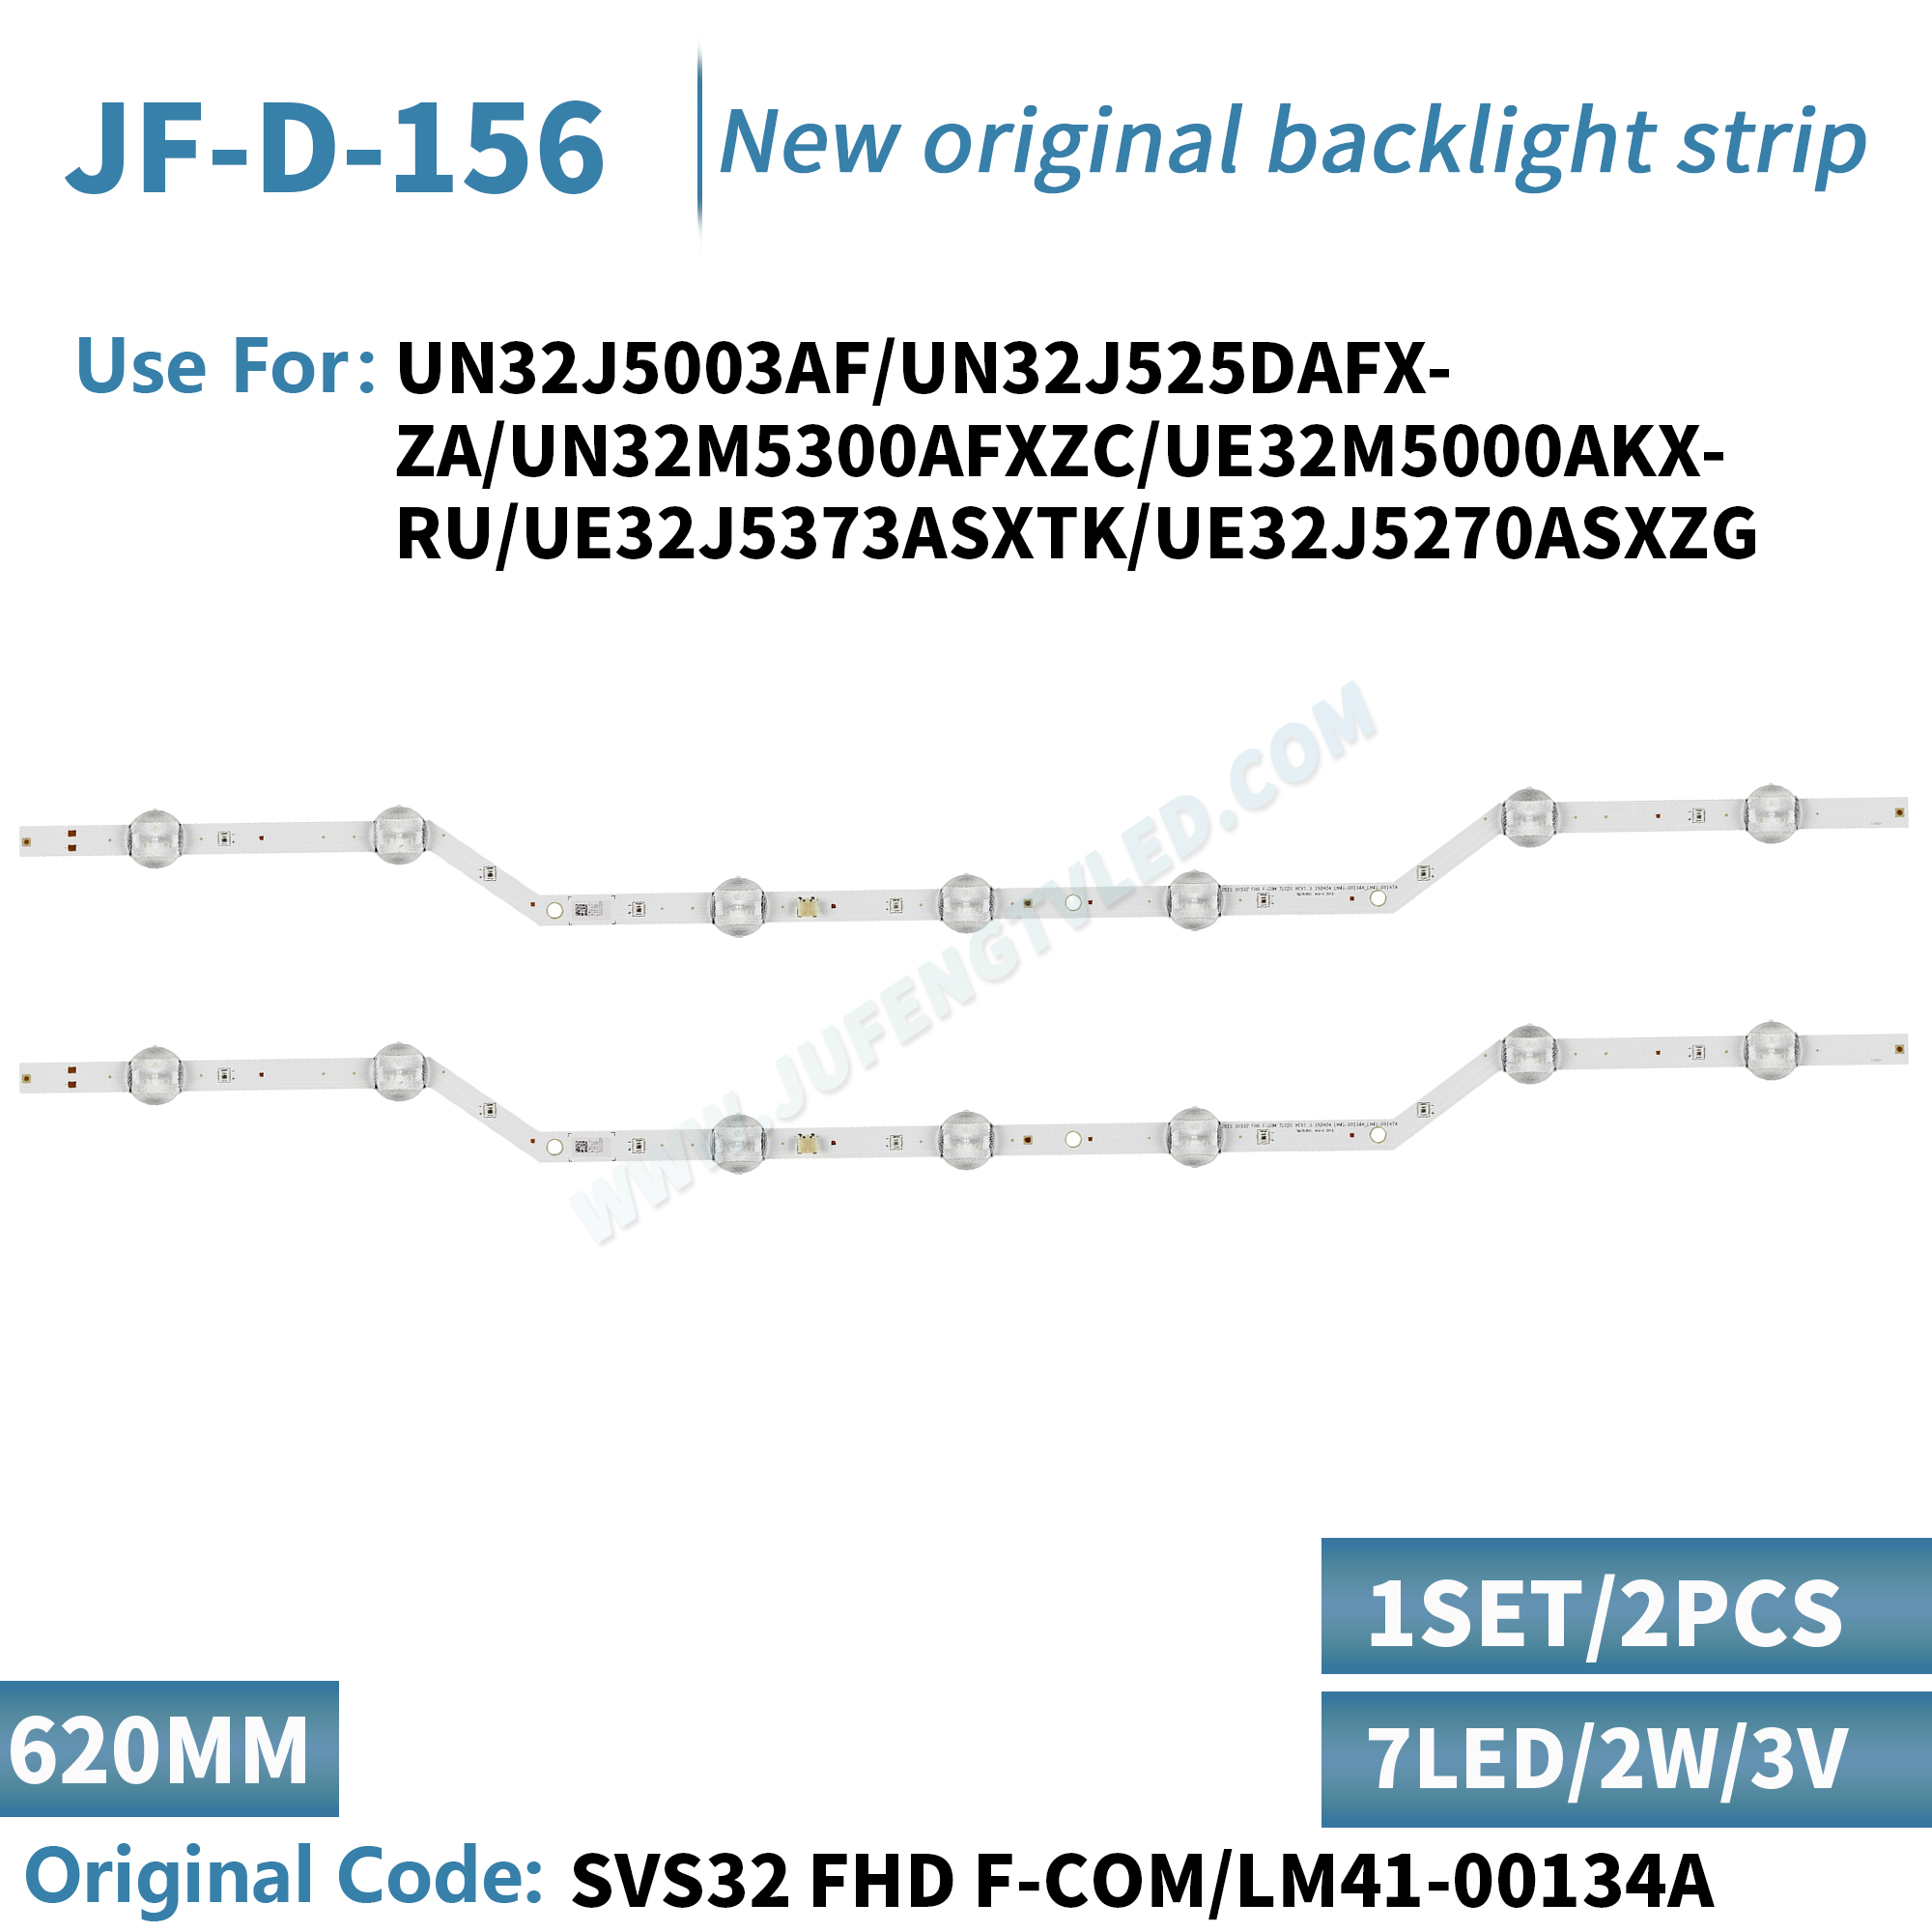 JF-D-156
New original backlight strip
Use For: UN32J5003AF/UN32J525DAFX-
ZA/UN32M5300AFXZC/UE32M5000AKX-
RU/UE32J5373ASXTK/UE32J5270ASXZG
WWW.JUFENGTVLED.COM
1SET/2PCS
7LED/2W/3V
620MM
Original Code: SVS32 FHD F-COM/LM41-00134A